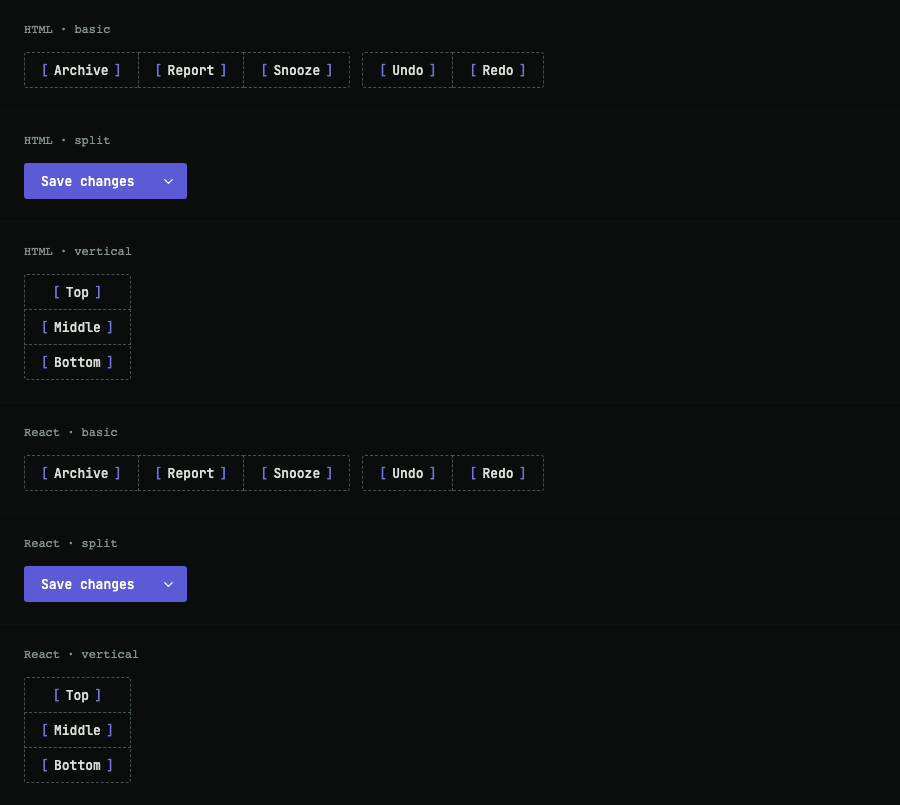 HTML · basic
[ Archive ] [ Report ] [ Snooze ] [ Undo ] [ Redo ]
HTML · split
Save changes
HTML · vertical
[ Top ]
[ Middle ]
[ Bottom ]
React · basic
[ Archive ] [ Report ] [ Snooze ] [ Undo ] [ Redo ]
React · split
Save changes
React · vertical
[ Top ]
[ Middle ]
[ Bottom ]